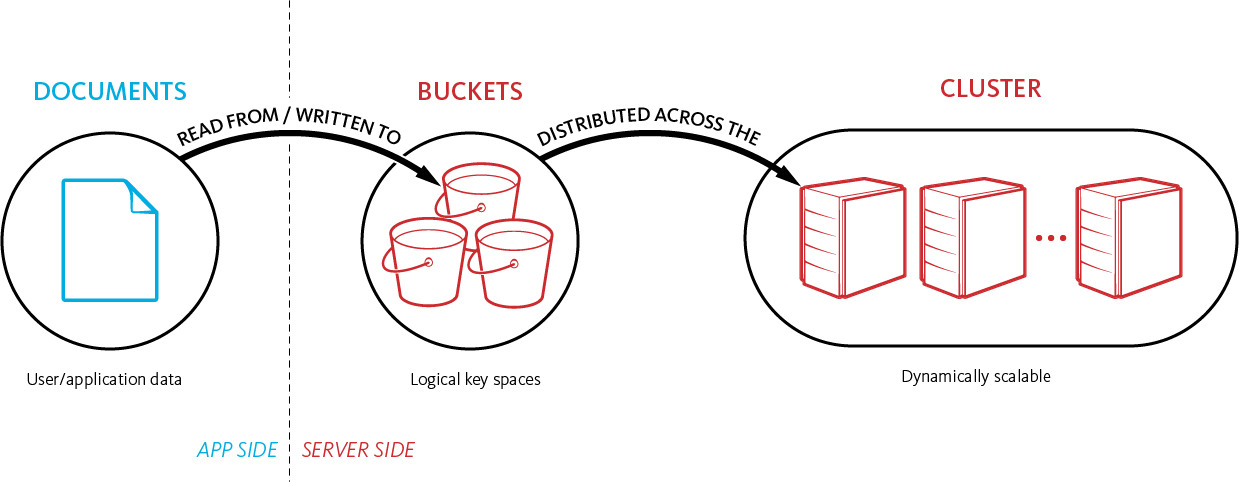 DOCUMENTS
READ FROM / WRITTEN TO
BUCKETS
DISTRIBUTED ACROSS THE
CLUSTER
User/application data
Logical key spaces
Dynamically scalable
APP SIDE
SERVER SIDE